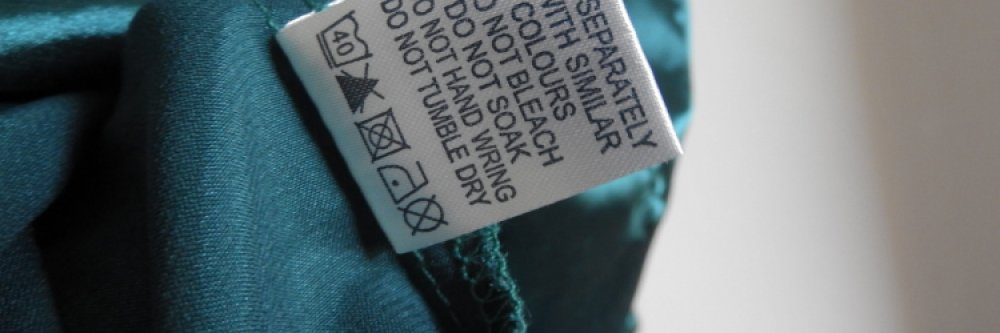 SEPARATELY
WITH SIMILAR
COLOURS
DO NOT BLEACH
DO NOT SOAK
DO NOT HAND WRING
DO NOT TUMBLE DRY
40